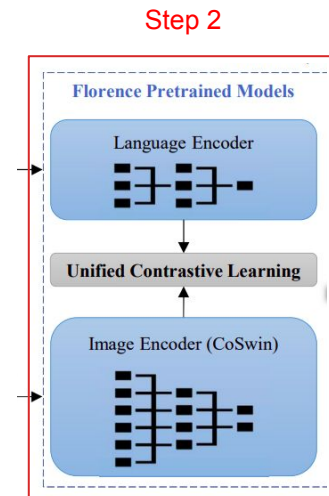 Step 2
Florence Pretrained Models
Language Encoder
Unified Contrastive Learning
Image Encoder (CoSwin)